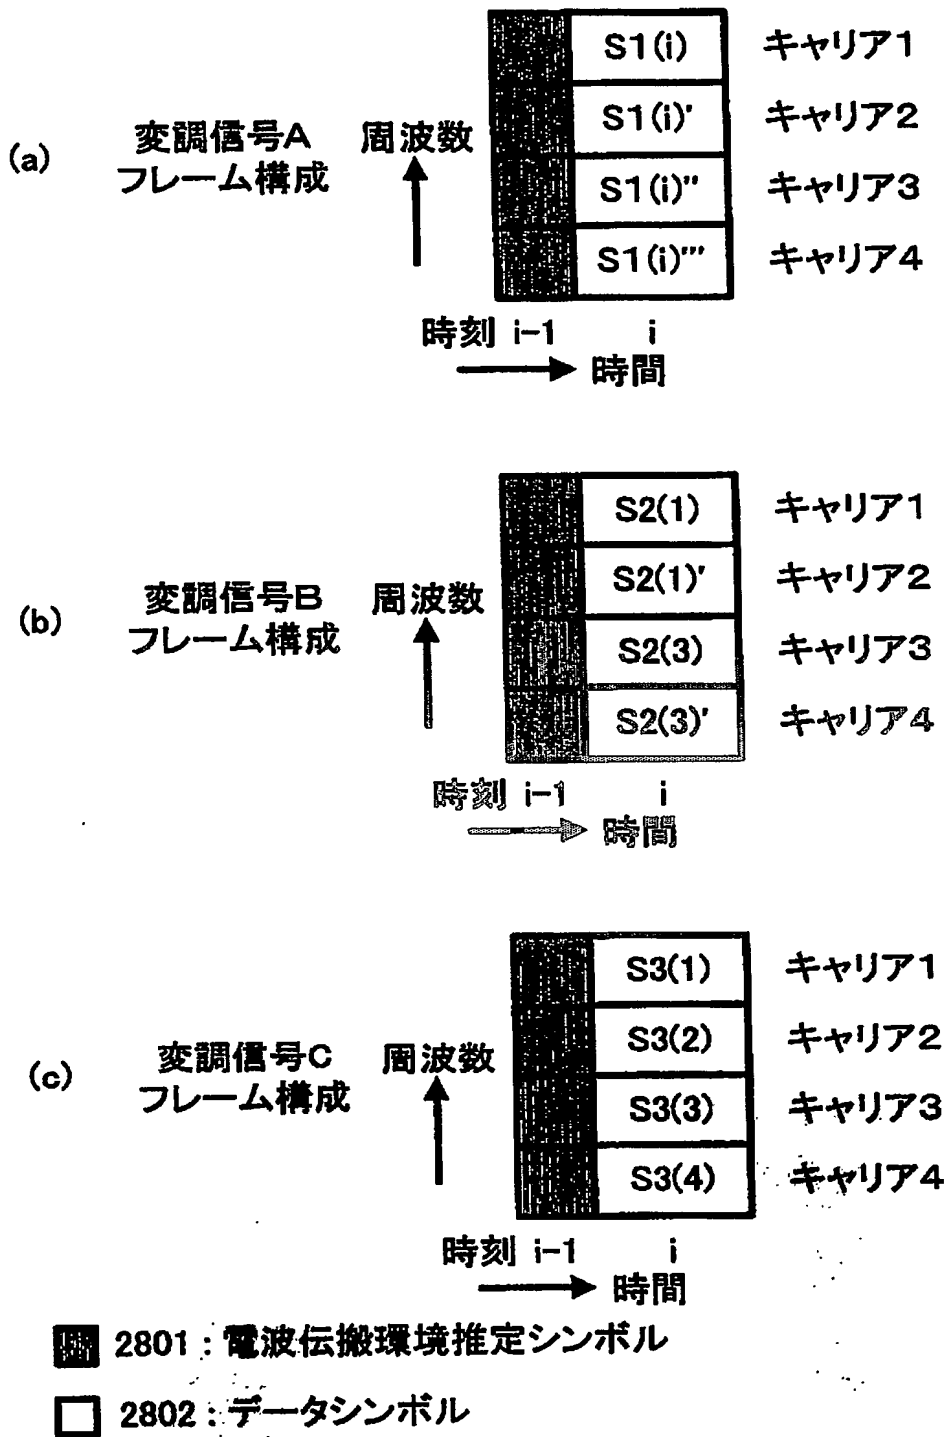 S1(i) キャリア1
S1(i)' キャリア2
(a) 変調信号A 周波数
フレーム構成
S1(i)'' キャリア3
S1(i)''' キャリア4
時刻 i-1 i
時間
S2(1) キャリア1
S2(1)' キャリア2
(b) 変調信号B 周波数
フレーム構成
S2(3) キャリア3
S2(3)' キャリア4
時刻 i-1 i
時間
S3(1) キャリア1
S3(2) キャリア2
(c) 変調信号C 周波数
フレーム構成
S3(3) キャリア3
S3(4) キャリア4
時刻 i-1 i
時間
2801:電波伝搬環境推定シンボル
2802:データシンボル